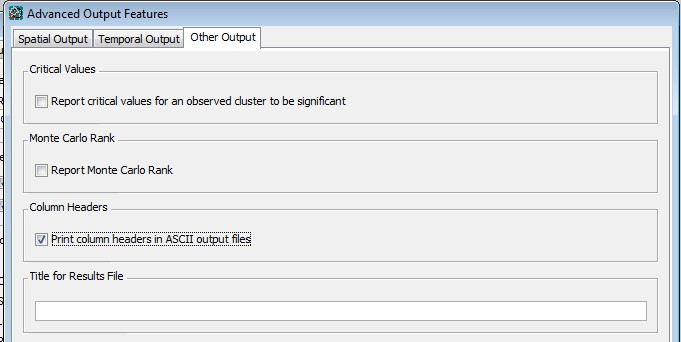 Advanced Output Features
Spatial Output Temporal Output Other Output
Critical Values
Report critical values for an observed cluster to be significant
Monte Carlo Rank
Report Monte Carlo Rank
Column Headers
Print column headers in ASCII output files
Title for Results File